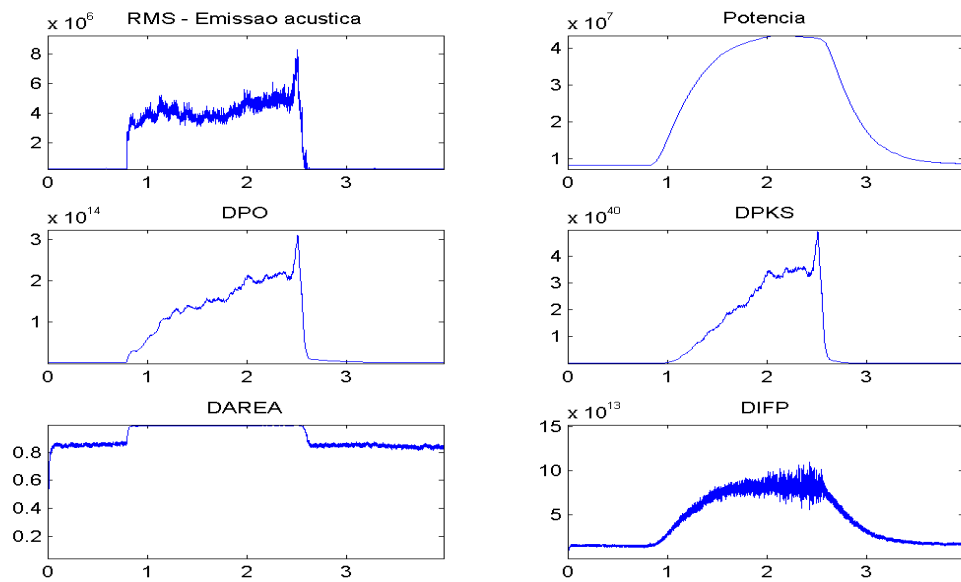 RMS - Emissao acustica
x 10^6
8
6
4
2
0 1 2 3
Potencia
x 10^7
4
3
2
1
0 1 2 3
DPO
x 10^14
3
2
1
0 1 2 3
DPKS
x 10^40
4
3
2
1
0 1 2 3
DAREA
0.8
0.6
0.4
0.2
0 1 2 3
DIFP
x 10^13
15
10
5
0 1 2 3